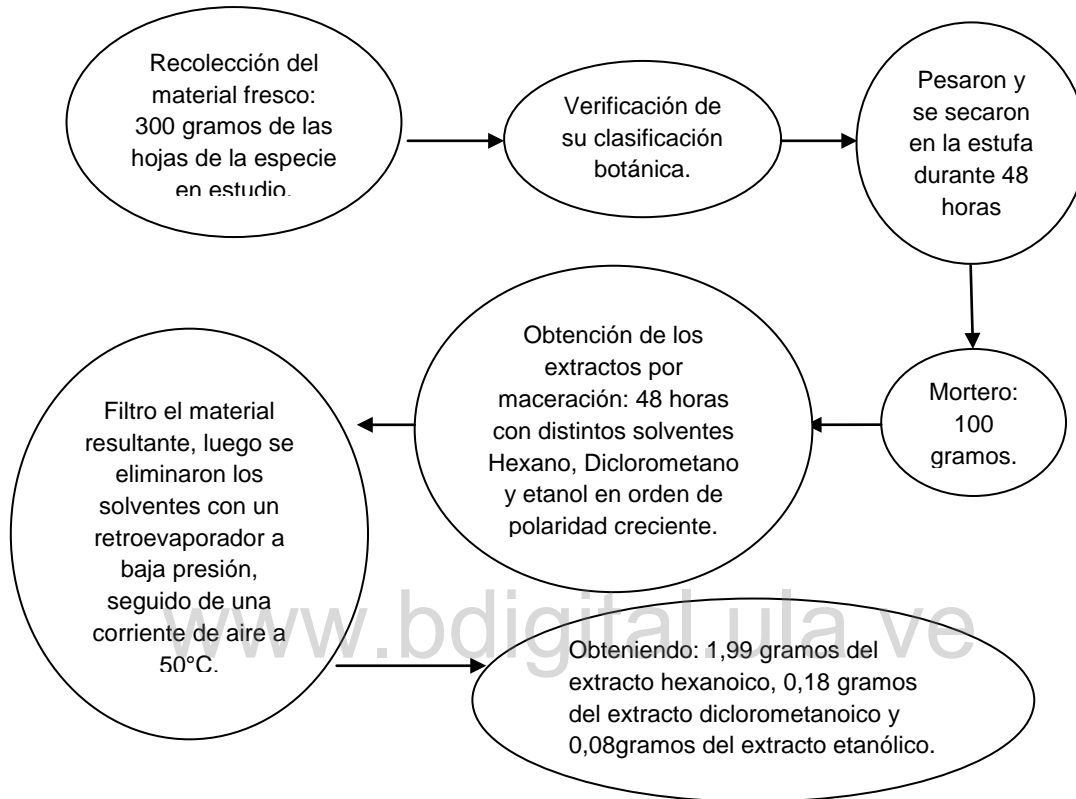 Recolección del
material fresco:
300 gramos de las
hojas de la especie
en estudio.
Verificación de
su clasificación
botánica.
Pesaron y
se secaron
en la estufa
durante 48
horas
Mortero:
100
gramos.
Obtención de los
extractos por
maceración: 48 horas
con distintos solventes
Hexano, Diclorometano
y etanol en orden de
polaridad creciente.
Filtro el material
resultante, luego se
eliminaron los
solventes con un
retroevaporador a
baja presión,
seguido de una
corriente de aire a
50°C.
Obteniendo: 1,99 gramos del
extracto hexanoico, 0,18 gramos
del extracto diclorometanoico y
0,08gramos del extracto etanólico.
www.bdigital.ula.ve